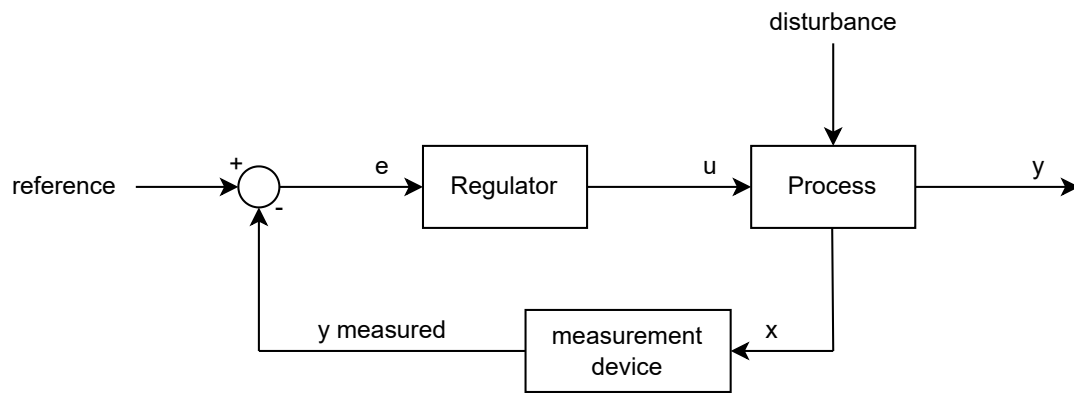 disturbance
reference
+
-
e
Regulator
u
Process
y
y measured
measurement
device
x